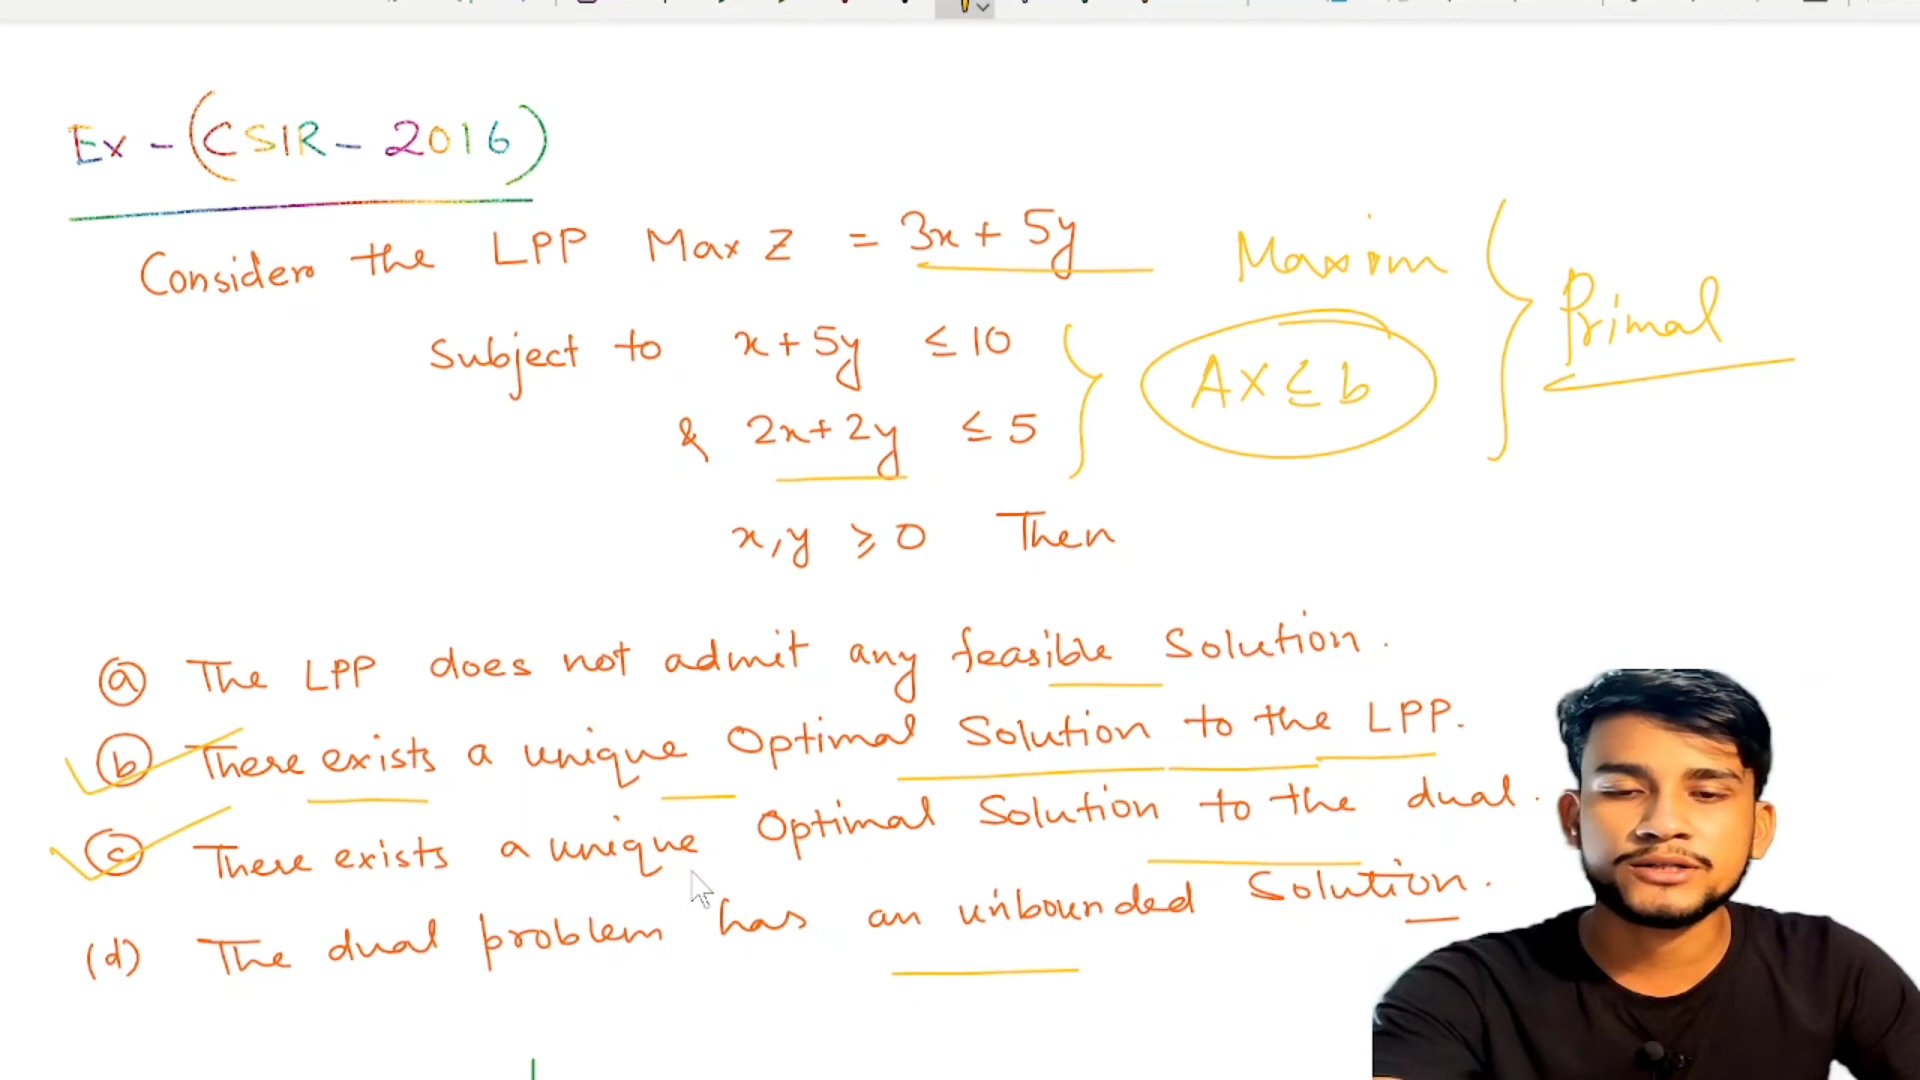 Ex - (CSIR - 2016)
Consider the LPP Max Z = 3x + 5y
Maxim
Primal
Subject to x + 5y ≤ 10
AX ≤ b
& 2x + 2y ≤ 5
x, y ≥ 0 Then
(a) The LPP does not admit any feasible Solution.
(b) There exists a unique Optimal Solution to the LPP.
(c) There exists a unique Optimal Solution to the dual.
(d) The dual problem has an unbounded Solution.